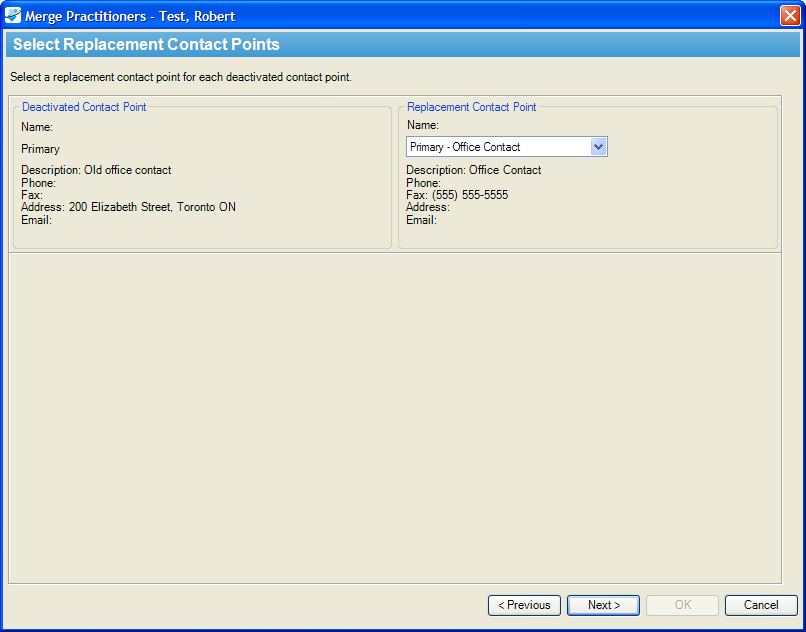 Merge Practitioners - Test, Robert
Select Replacement Contact Points
Select a replacement contact point for each deactivated contact point.
Deactivated Contact Point
Name:
Primary
Description: Old office contact
Phone:
Fax:
Address: 200 Elizabeth Street, Toronto ON
Email:
Replacement Contact Point
Name:
Primary - Office Contact
Description: Office Contact
Phone:
Fax: (555) 555-5555
Address:
Email:
< Previous
Next >
OK
Cancel